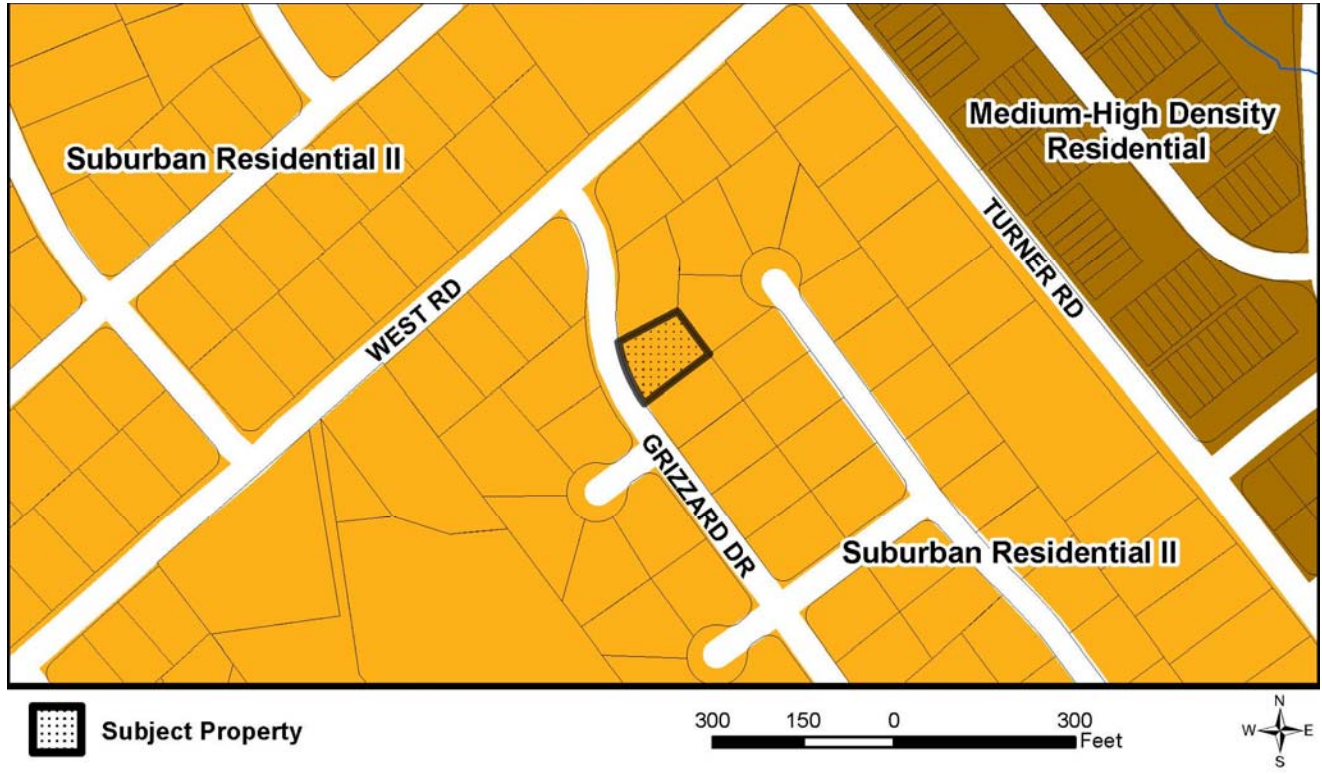 Suburban Residential II
Medium-High Density
Residential
WEST RD
TURNER RD
GRIZZARD DR
Suburban Residential II
Subject Property
300 150 0 300
Feet
N
W E
S